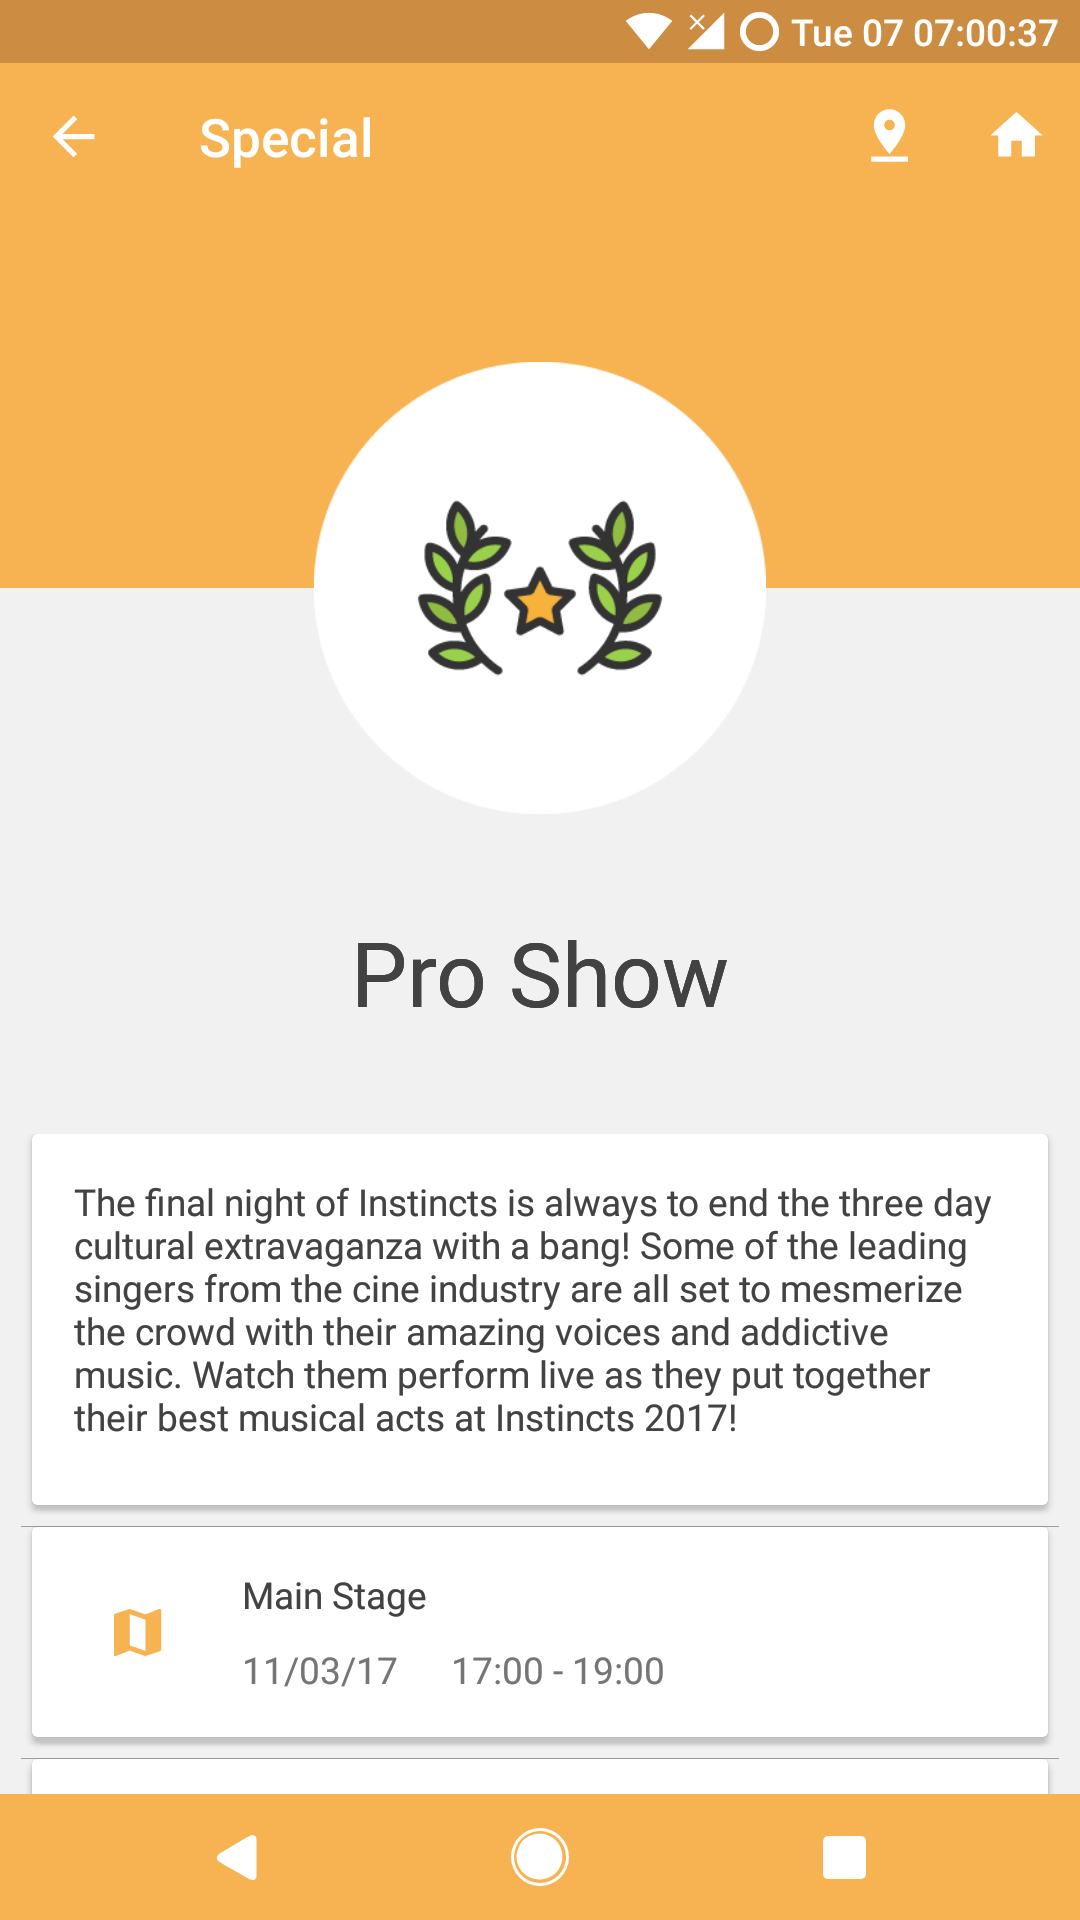 Tue 07 07:00:37
Special
Pro Show
The final night of Instincts is always to end the three day
cultural extravaganza with a bang! Some of the leading
singers from the cine industry are all set to mesmerize
the crowd with their amazing voices and addictive
music. Watch them perform live as they put together
their best musical acts at Instincts 2017!
Main Stage
11/03/17 17:00 - 19:00